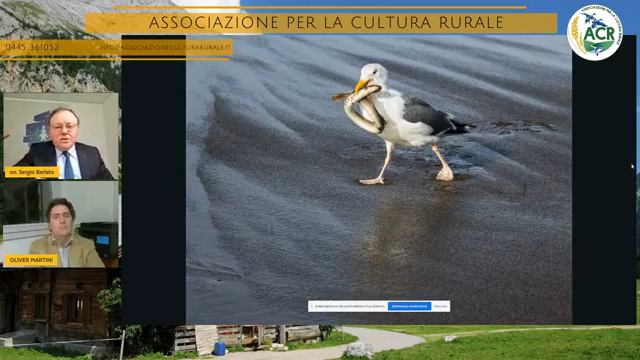 ASSOCIAZIONE PER LA CULTURA RURALE
0445 361052
INFO@ASSOCIAZIONECULTURARURALE.IT
ACR
on. Sergio Berlato
OLIVER MARTINI